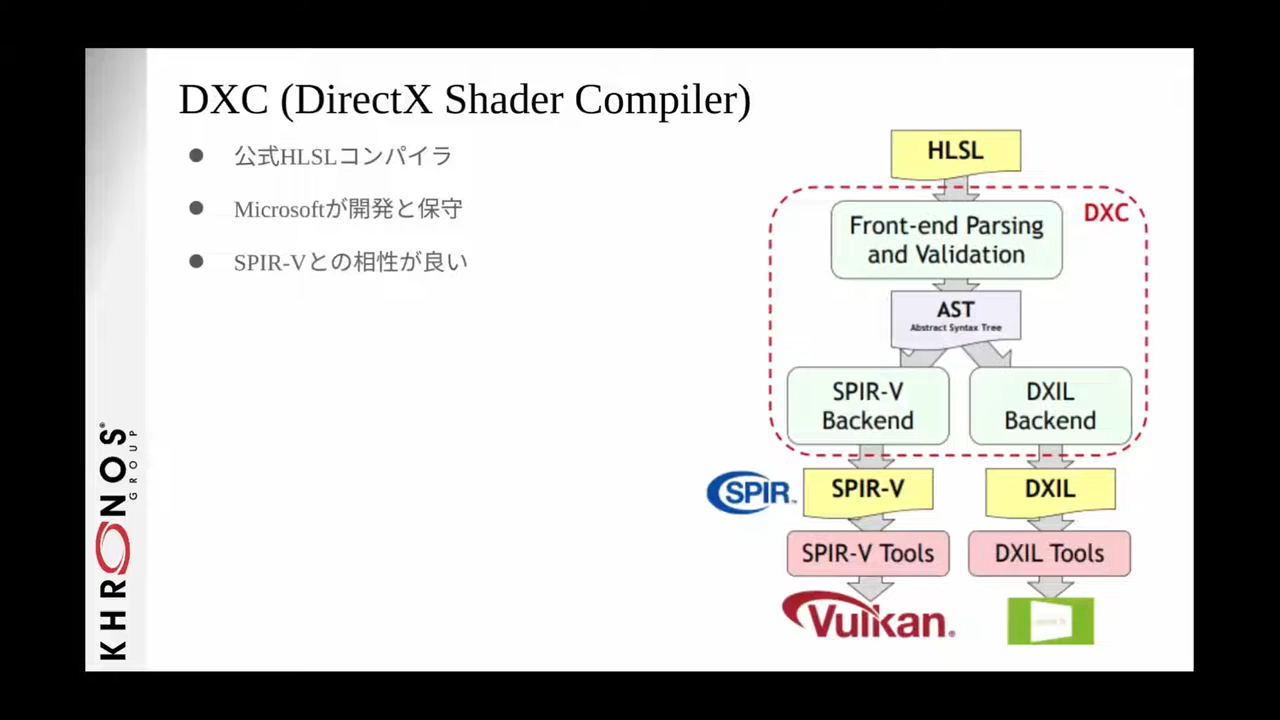 DXC (DirectX Shader Compiler)
● 公式HLSLコンパイラ
● Microsoftが開発と保守
● SPIR-Vとの相性が良い
HLSL
DXC
Front-end Parsing
and Validation
AST
Abstract Syntax Tree
SPIR-V
Backend
DXIL
Backend
SPIR™
SPIR-V
DXIL
SPIR-V Tools
DXIL Tools
Vulkan®
KHRONOS®
GROUP